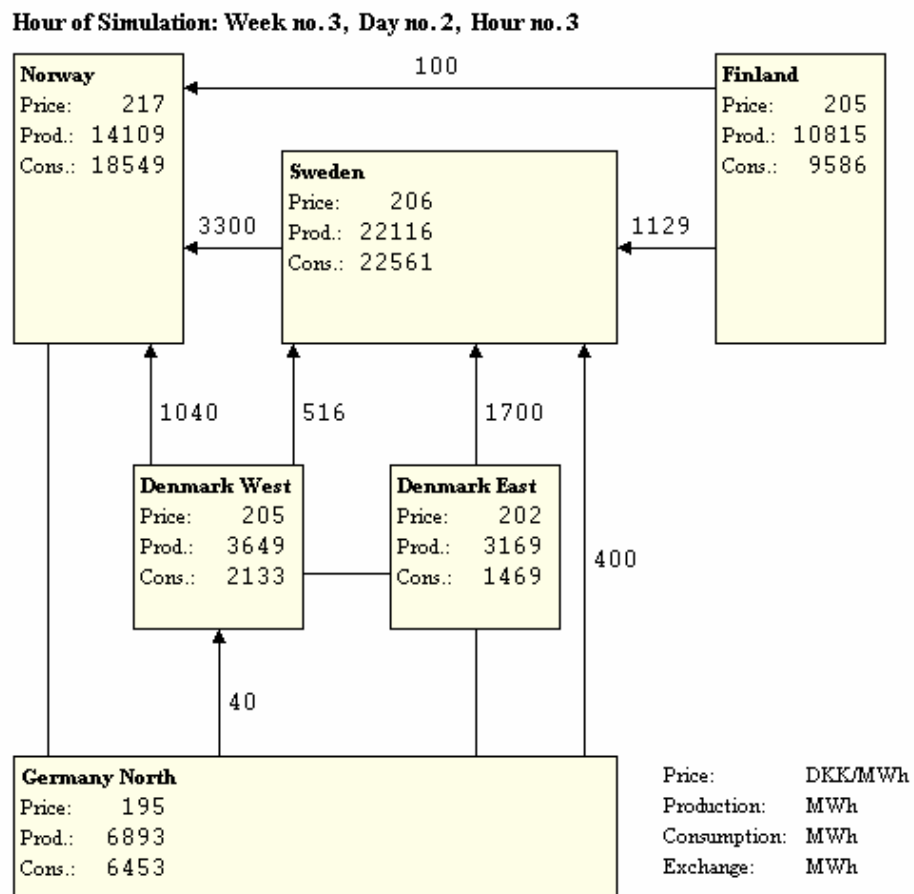 Hour of Simulation: Week no. 3, Day no. 2, Hour no. 3
Norway
Price: 217
Prod.: 14109
Cons.: 18549
100
Finland
Price: 205
Prod.: 10815
Cons.: 9586
Sweden
Price: 206
Prod.: 22116
Cons.: 22561
3300
1129
1040
516
1700
400
Denmark West
Price: 205
Prod.: 3649
Cons.: 2133
Denmark East
Price: 202
Prod.: 3169
Cons.: 1469
40
Germany North
Price: 195
Prod.: 6893
Cons.: 6453
Price: DKK/MWh
Production: MWh
Consumption: MWh
Exchange: MWh